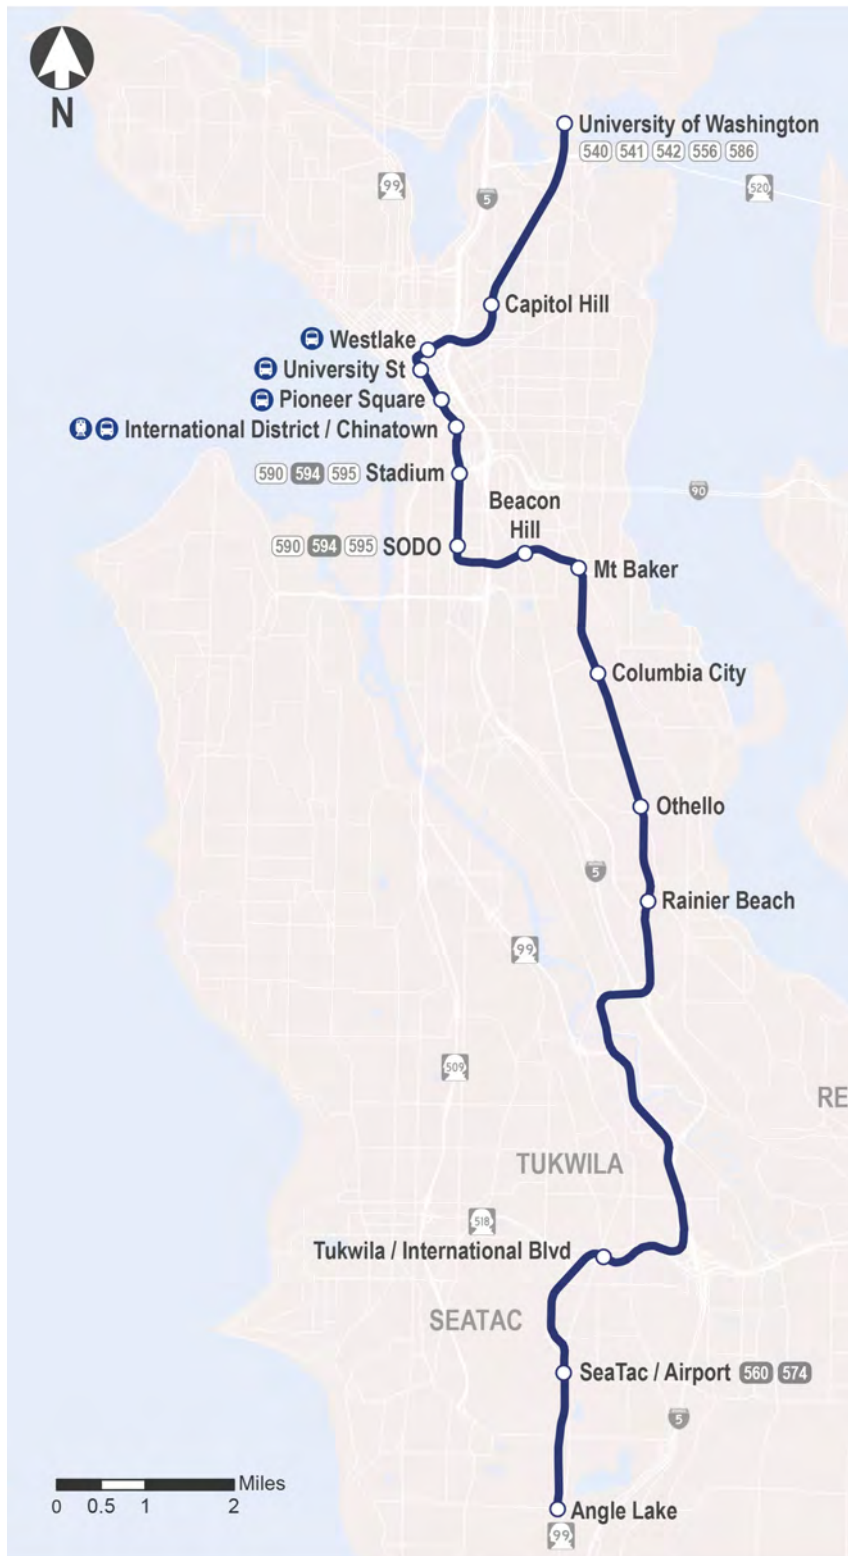 N
University of Washington
540 541 542 556 586
99
520
5
Capitol Hill
Westlake
University St
Pioneer Square
International District / Chinatown
590 594 595 Stadium
90
Beacon
Hill
590 594 595 SODO
Mt Baker
Columbia City
Othello
5
Rainier Beach
99
509
RE
TUKWILA
518
Tukwila / International Blvd
SEATAC
SeaTac / Airport 560 574
5
Miles
0 0.5 1 2
Angle Lake
99